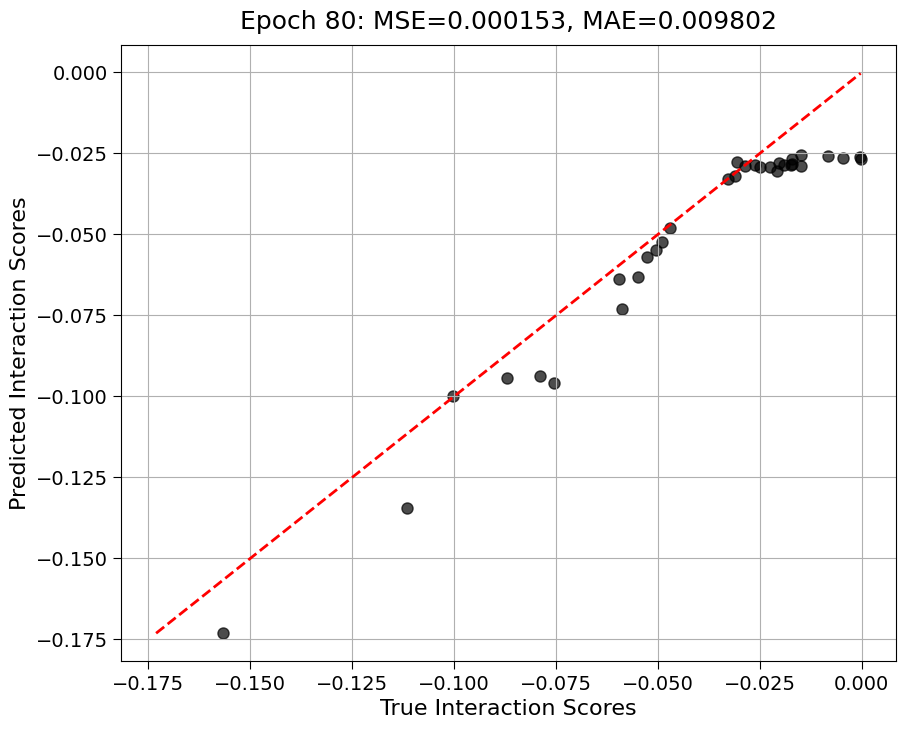 Epoch 80: MSE=0.000153, MAE=0.009802
Predicted Interaction Scores
0.000
−0.025
−0.050
−0.075
−0.100
−0.125
−0.150
−0.175
−0.175 −0.150 −0.125 −0.100 −0.075 −0.050 −0.025 0.000
True Interaction Scores